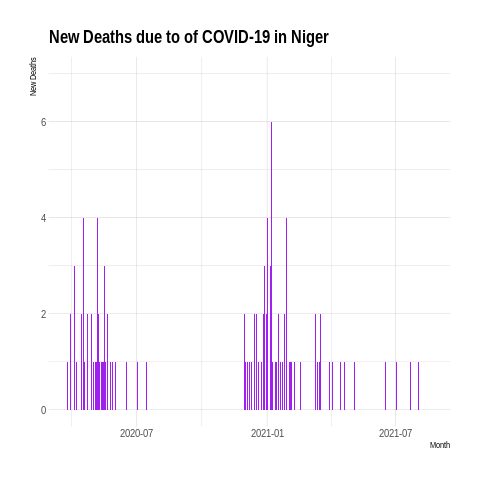 New Deaths due to of COVID-19 in Niger
New Deaths
6
4
2
0
2020-07
2021-01
2021-07
Month